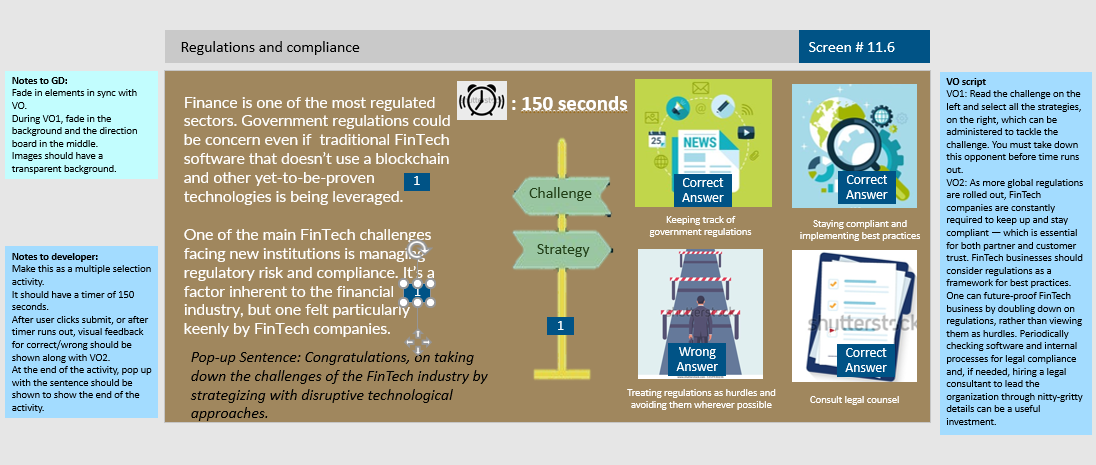 Regulations and compliance
Screen # 11.6
Notes to GD:
Fade in elements in sync with
VO.
During VO1, fade in the
background and the direction
board in the middle.
Images should have a
transparent background.
Notes to developer:
Make this as a multiple selection
activity.
It should have a timer of 150
seconds.
After user clicks submit, or after
timer runs out, visual feedback
for correct/wrong should be
shown along with VO2.
At the end of the activity, pop up
with the sentence should be
shown to show the end of the
activity.
Finance is one of the most regulated
sectors. Government regulations could
be concern even if traditional FinTech
software that doesn't use a blockchain
and other yet-to-be-proven
technologies is being leveraged.
1
One of the main FinTech challenges
facing new institutions is managing
regulatory risk and compliance. It's a
factor inherent to the financial
industry, but one felt particularly
keenly by FinTech companies.
1
Pop-up Sentence: Congratulations, on taking
down the challenges of the FinTech industry by
strategizing with disruptive technological
approaches.
: 150 seconds
Challenge
Strategy
1
NEWS
25
Correct
Answer
Keeping track of
government regulations
Correct
Answer
Staying compliant and
implementing best practices
Wrong
Answer
Treating regulations as hurdles and
avoiding them wherever possible
shutterstock
Correct
Answer
Consult legal counsel
VO script
VO1: Read the challenge on the
left and select all the strategies,
on the right, which can be
administered to tackle the
challenge. You must take down
this opponent before time runs
out.
VO2: As more global regulations
are rolled out, FinTech
companies are constantly
required to keep up and stay
compliant — which is essential
for both partner and customer
trust. FinTech businesses should
consider regulations as a
framework for best practices.
One can future-proof FinTech
business by doubling down on
regulations, rather than viewing
them as hurdles. Periodically
checking software and internal
processes for legal compliance
and, if needed, hiring a legal
consultant to lead the
organization through nitty-gritty
details can be a useful
investment.